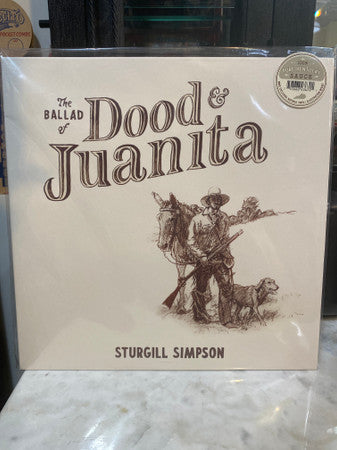 The
BALLAD
of
Dood &
Juanita
STURGILL SIMPSON